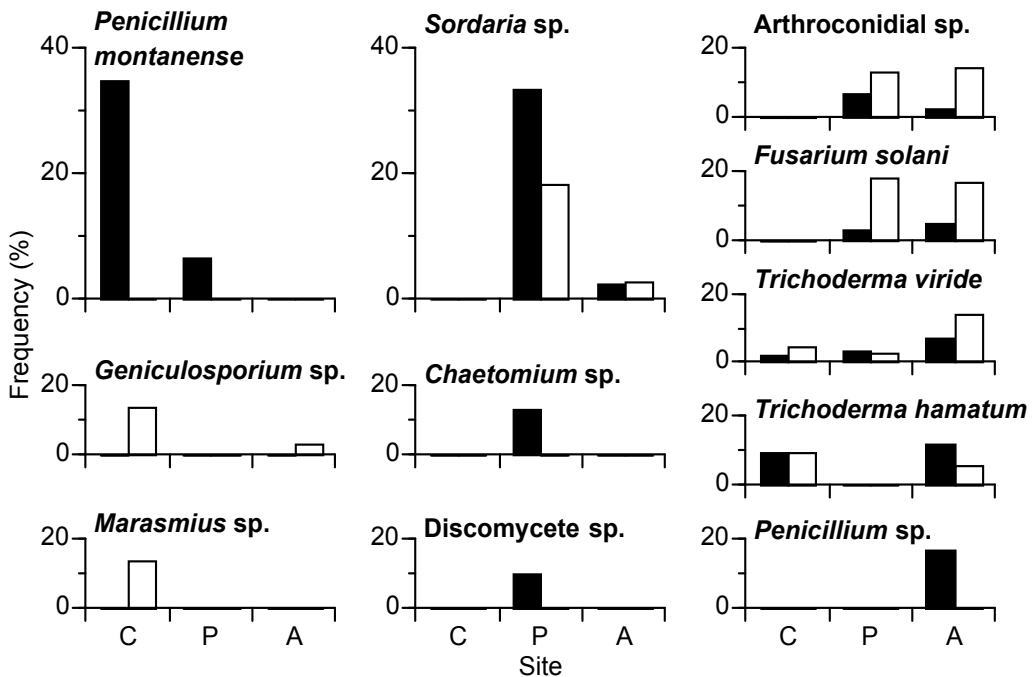 Frequency (%)
Penicillium
montanense
40
20
0
Geniculosporium sp.
20
0
Marasmius sp.
20
0
C P A
Sordaria sp.
40
20
0
Chaetomium sp.
20
0
Discomycete sp.
20
0
C P A
Site
Arthroconidial sp.
20
0
Fusarium solani
20
0
Trichoderma viride
20
0
Trichoderma hamatum
20
0
Penicillium sp.
20
0
C P A